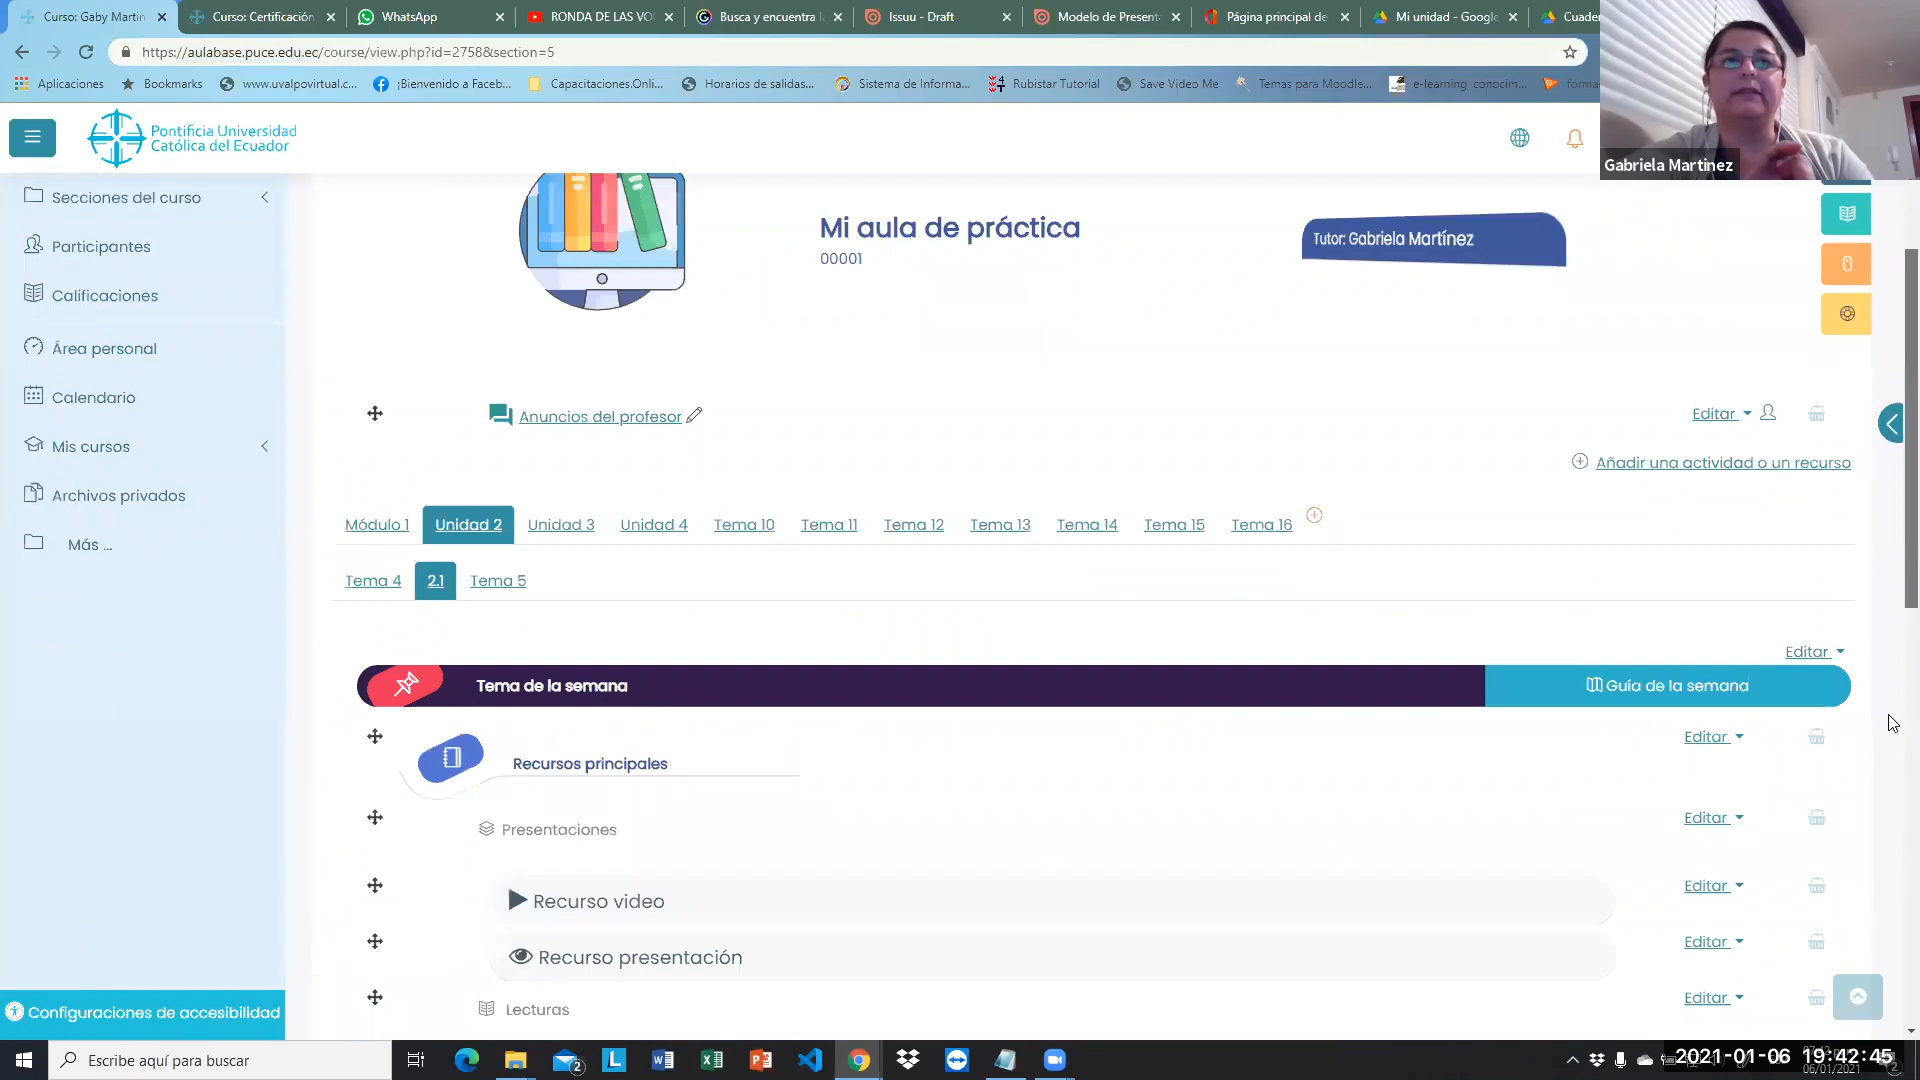 Curso: Gaby Martin
Curso: Certificación
WhatsApp
RONDA DE LAS VO
Busca y encuentra l
Issuu - Draft
Modelo de Present
Página principal de
Mi unidad - Google
Cuade
https://aulabase.puce.edu.ec/course/view.php?id=2758&section=5
Aplicaciones
Bookmarks
www.uvalpovirtual.c...
¡Bienvenido a Faceb...
Capacitaciones.Onli...
Horarios de salidas...
Sistema de Informa...
Rubistar Tutorial
Save Video Me
Temas para Moodle...
e-learning, conocim...
forma
Pontificia Universidad
Católica del Ecuador
Gabriela Martinez
Secciones del curso
Participantes
Calificaciones
Área personal
Calendario
Mis cursos
Archivos privados
Más ...
Configuraciones de accesibilidad
Mi aula de práctica
00001
Tutor: Gabriela Martínez
Anuncios del profesor
Editar
Añadir una actividad o un recurso
Módulo 1
Unidad 2
Unidad 3
Unidad 4
Tema 10
Tema 11
Tema 12
Tema 13
Tema 14
Tema 15
Tema 16
Tema 4
2.1
Tema 5
Editar
Tema de la semana
Guía de la semana
Recursos principales
Editar
Presentaciones
Editar
Recurso video
Editar
Recurso presentación
Editar
Lecturas
Editar
Escribe aquí para buscar
2
2021-01-06 19:42:45
06/01/2021